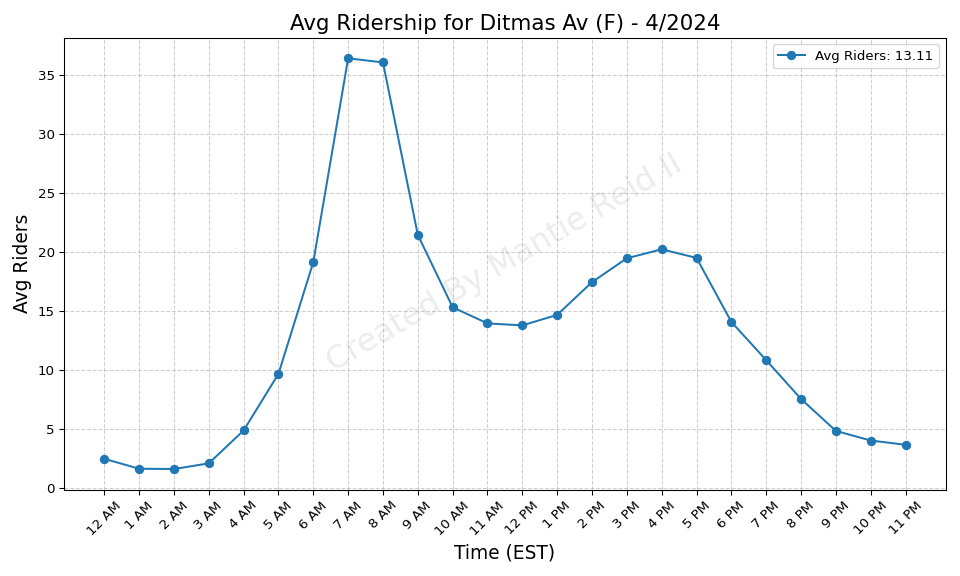 Avg Ridership for Ditmas Av (F) - 4/2024
Avg Riders: 13.11
Created By Mantie Reid II
Avg Riders
35
30
25
20
15
10
5
0
12 AM
1 AM
2 AM
3 AM
4 AM
5 AM
6 AM
7 AM
8 AM
9 AM
10 AM
11 AM
12 PM
1 PM
2 PM
3 PM
4 PM
5 PM
6 PM
7 PM
8 PM
9 PM
10 PM
11 PM
Time (EST)